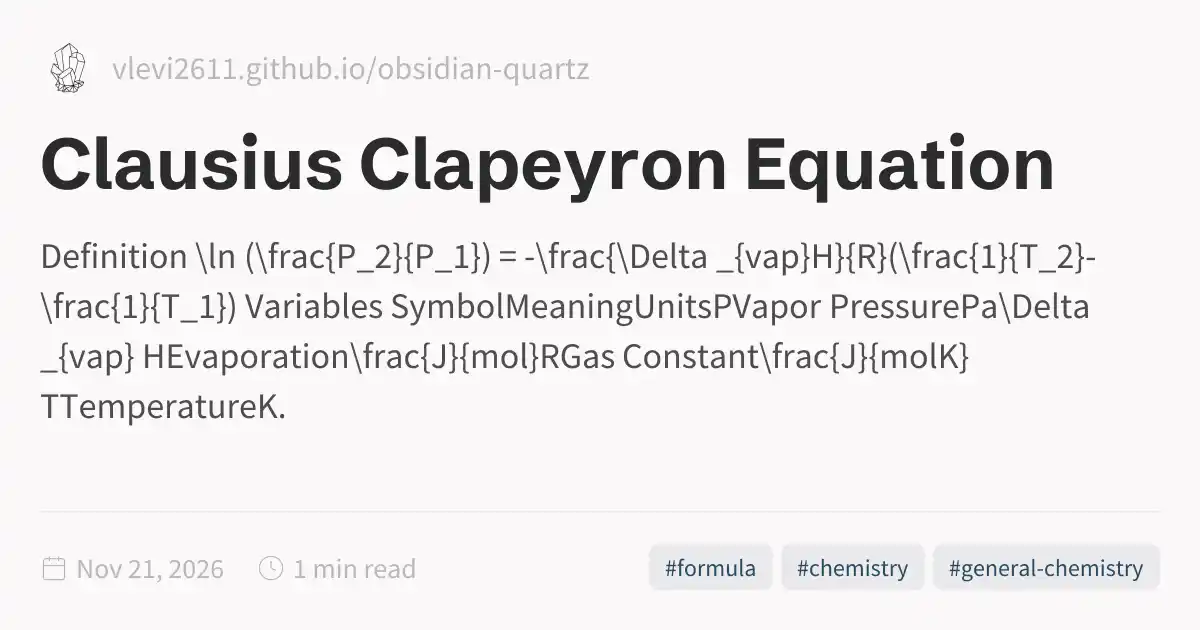 vlevi2611.github.io/obsidian-quartz
Clausius Clapeyron Equation
Definition \ln (\frac{P_2}{P_1}) = -\frac{\Delta _{vap}H}{R}(\frac{1}{T_2}-
\frac{1}{T_1}) Variables SymbolMeaningUnitsPVapor PressurePa\Delta
_{vap} HEvaporation\frac{J}{mol}RGas Constant\frac{J}{molK}
TTemperatureK.
Nov 21, 2026 1 min read #formula #chemistry #general-chemistry